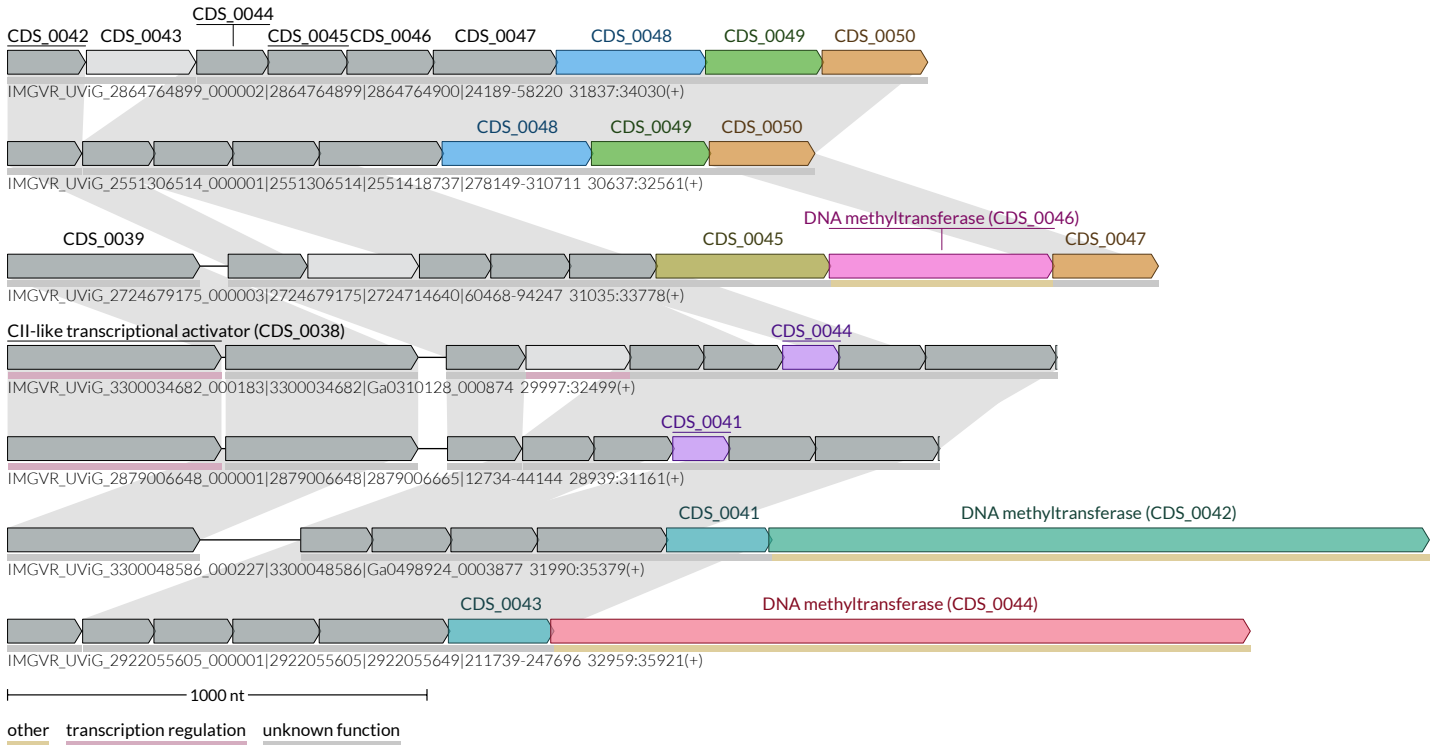 CDS_0044
CDS_0042 CDS_0043 CDS_0045 CDS_0046 CDS_0047 CDS_0048 CDS_0049 CDS_0050
IMGVR_UViG_2864764899_000002|2864764899|2864764900|24189-58220 31837:34030(+)
CDS_0048 CDS_0049 CDS_0050
IMGVR_UViG_2551306514_000001|2551306514|2551418737|278149-310711 30637:32561(+)
DNA methyltransferase (CDS_0046)
CDS_0039 CDS_0045 CDS_0047
IMGVR_UViG_2724679175_000003|2724679175|2724714640|60468-94247 31035:33778(+)
CII-like transcriptional activator (CDS_0038) CDS_0044
IMGVR_UViG_3300034682_000183|3300034682|Ga0310128_000874 29997:32499(+)
CDS_0041
IMGVR_UViG_2879006648_000001|2879006648|2879006665|12734-44144 28939:31161(+)
CDS_0041 DNA methyltransferase (CDS_0042)
IMGVR_UViG_3300048586_000227|3300048586|Ga0498924_0003877 31990:35379(+)
CDS_0043 DNA methyltransferase (CDS_0044)
IMGVR_UViG_2922055605_000001|2922055605|2922055649|211739-247696 32959:35921(+)
1000 nt
other transcription regulation unknown function